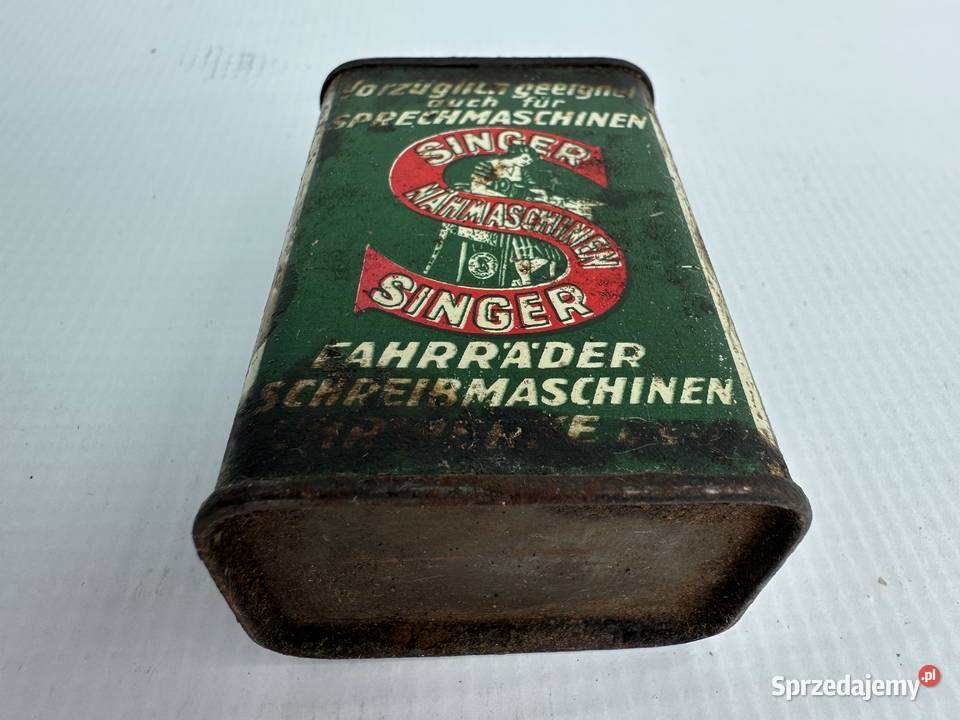 Vorzüglich geeignet
auch für
SPRECHMASCHINEN
SINGER
NÄHMASCHINEN
SINGER
FAHRRÄDER
SCHREIBMASCHINEN
Sprzedajemy.pl